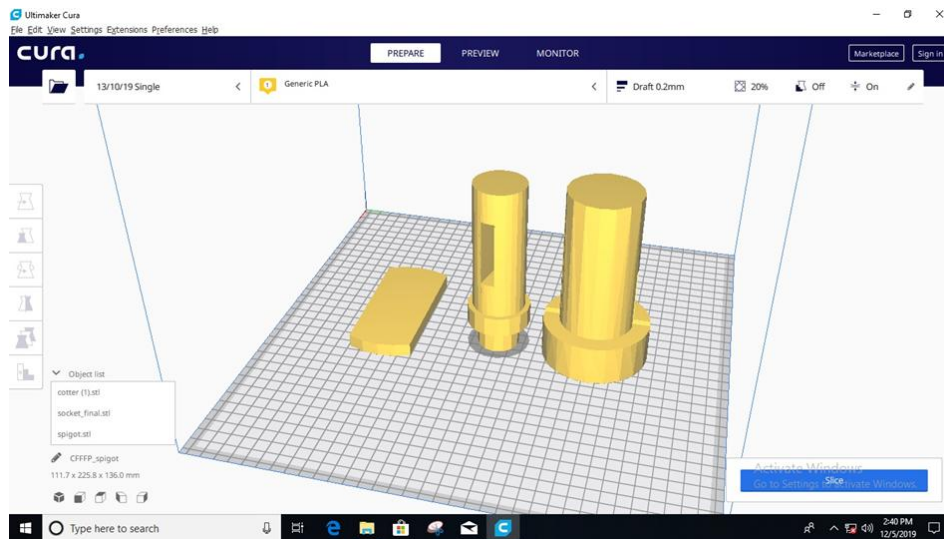 Ultimaker Cura
File Edit View Settings Extensions Preferences Help
cura.
PREPARE PREVIEW MONITOR
Marketplace Sign in
13/10/19 Single
Generic PLA
Draft 0.2mm 20% Off On
Object list
cotter (1).stl
socket_final.stl
spigot.stl
CFFFP_spigot
111.7 x 225.8 x 136.0 mm
Activate Windows
Go to Settings to activate Windows.
Slice
Type here to search
2:40 PM
12/5/2019